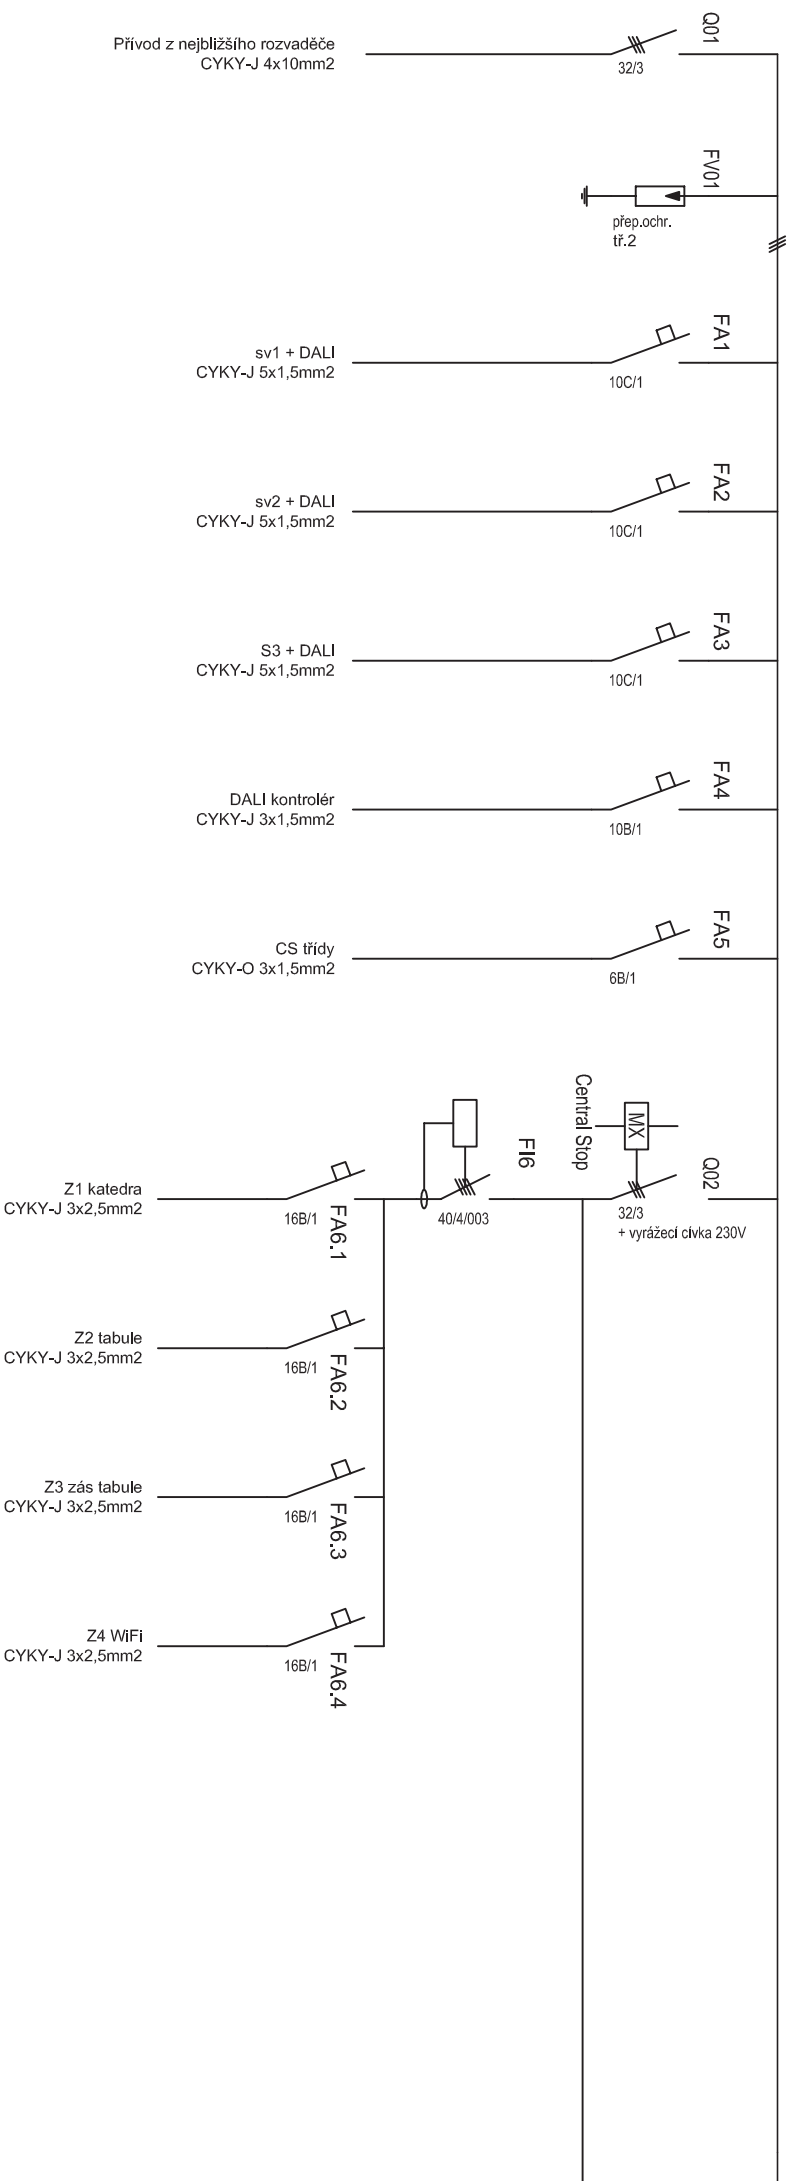 Q01
Přívod z nejbližšího rozvaděče
CYKY-J 4x10mm2
32/3
FV01
přep.ochr.
tř.2
FA1
sv1 + DALI
CYKY-J 5x1,5mm2
10C/1
FA2
sv2 + DALI
CYKY-J 5x1,5mm2
10C/1
FA3
S3 + DALI
CYKY-J 5x1,5mm2
10C/1
FA4
DALI kontrolér
CYKY-J 3x1,5mm2
10B/1
FA5
CS třídy
CYKY-O 3x1,5mm2
6B/1
Central Stop
MX
Q02
32/3
+ vyrážecí cívka 230V
FI6
40/4/003
Z1 katedra
CYKY-J 3x2,5mm2
16B/1
FA6.1
Z2 tabule
CYKY-J 3x2,5mm2
16B/1
FA6.2
Z3 zás tabule
CYKY-J 3x2,5mm2
16B/1
FA6.3
Z4 WiFi
CYKY-J 3x2,5mm2
16B/1
FA6.4